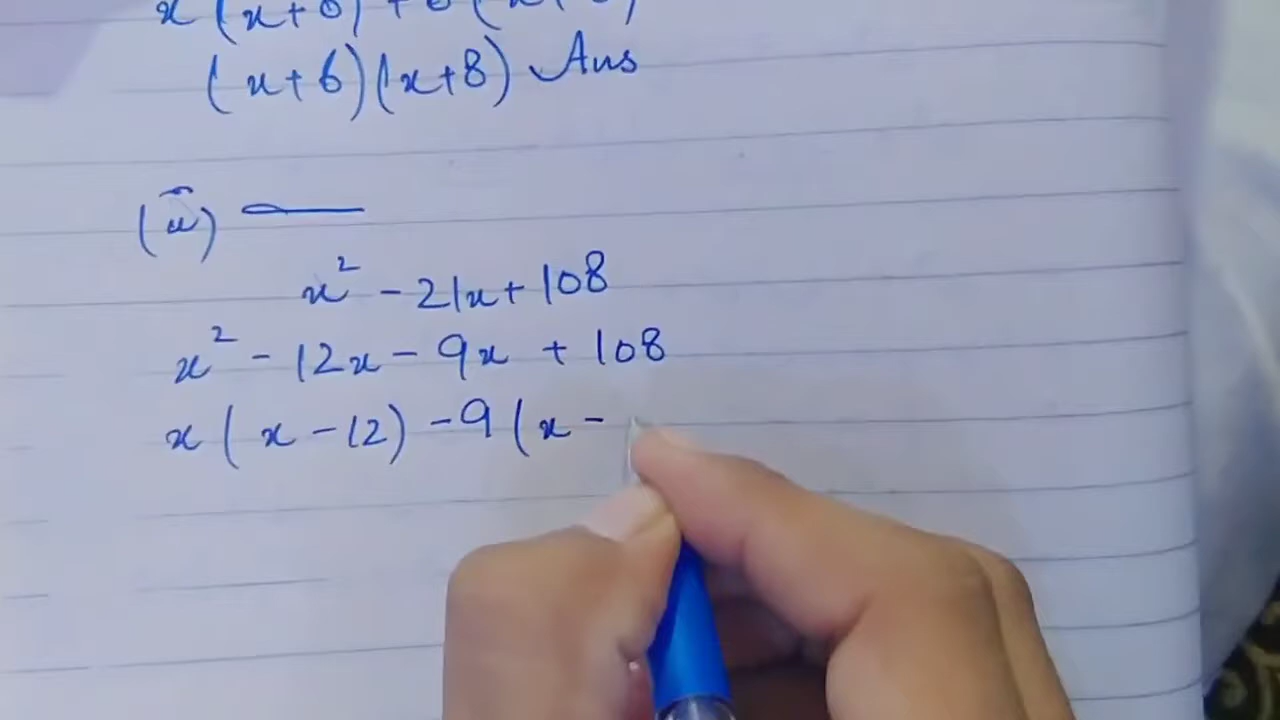 (x+6)(x+8) Ans
(ii)
x² - 21x + 108
x² - 12x - 9x + 108
x(x - 12) - 9(x -